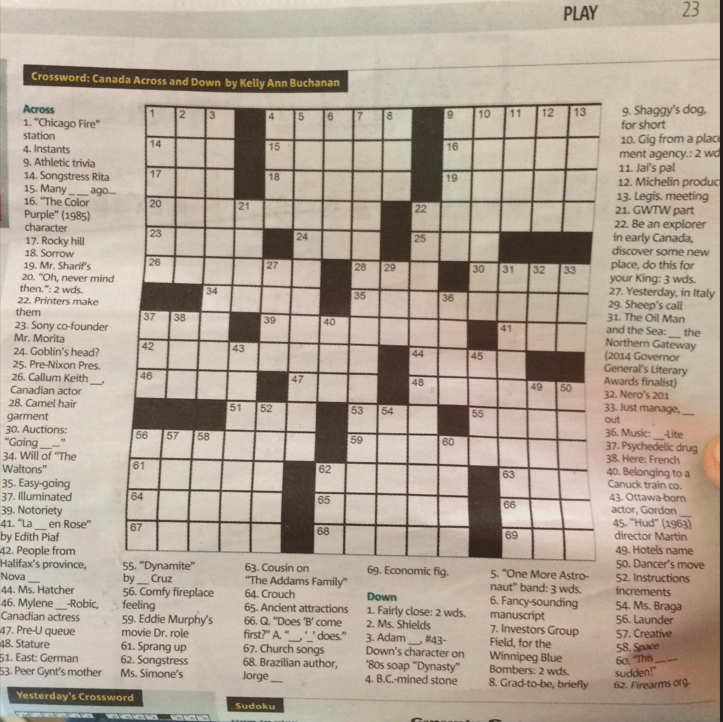 PLAY 23
Crossword: Canada Across and Down by Kelly Ann Buchanan
Across
1. "Chicago Fire"
station
4. Instants
9. Athletic trivia
14. Songstress Rita
15. Many ___ ago...
16. "The Color
Purple" (1985)
character
17. Rocky hill
18. Sorrow
19. Mr. Sharif's
20. "Oh, never mind
then.": 2 wds.
22. Printers make
them
23. Sony co-founder
Mr. Morita
24. Goblin's head?
25. Pre-Nixon Pres.
26. Callum Keith __,
Canadian actor
28. Camel hair
garment
30. Auctions:
"Going ___..."
34. Will of "The
Waltons"
35. Easy-going
37. Illuminated
39. Notoriety
41. "La __ en Rose"
by Edith Piaf
42. People from
Halifax's province,
Nova __
44. Ms. Hatcher
46. Mylene __-Robic,
Canadian actress
47. Pre-U queue
48. Stature
51. East: German
53. Peer Gynt's mother
55. "Dynamite"
by __ Cruz
56. Comfy fireplace
feeling
59. Eddie Murphy's
movie Dr. role
61. Sprang up
62. Songstress
Ms. Simone's
63. Cousin on
"The Addams Family"
64. Crouch
65. Ancient attractions
66. Q. "Does 'B' come
first?" A. "__, '_' does."
67. Church songs
68. Brazilian author,
Jorge __
69. Economic fig.
Down
1. Fairly close: 2 wds.
2. Ms. Shields
3. Adam __, #43-
Down's character on
'80s soap "Dynasty"
4. B.C.-mined stone
5. "One More Astro-
naut" band: 3 wds.
6. Fancy-sounding
manuscript
7. Investors Group
Field, for the
Winnipeg Blue
Bombers: 2 wds.
8. Grad-to-be, briefly
9. Shaggy's dog,
for short
10. Gig from a place
ment agency.: 2 wd
11. Jai's pal
12. Michelin produc
13. Legis. meeting
21. GWTW part
22. Be an explorer
in early Canada,
discover some new
place, do this for
your King: 3 wds.
27. Yesterday, in Italy
29. Sheep's call
31. The Oil Man
and the Sea: __ the
Northern Gateway
(2014 Governor
General's Literary
Awards finalist)
32. Nero's 201
33. Just manage, __
out
36. Music: __-Lite
37. Psychedelic drug
38. Here: French
40. Belonging to a
Canuck train co.
43. Ottawa-born
actor, Gordon __
45. "Hud" (1963)
director Martin
49. Hotels name
50. Dancer's move
52. Instructions
increments
54. Ms. Braga
56. Launder
57. Creative
58. Space
60. "This __ __
sudden!"
62. Firearms org.
1 2 3 4 5 6 7 8 9 10 11 12 13
14 15 16
17 18 19
20 21 22
23 24 25
26 27 28 29 30 31 32 33
34 35 36
37 38 39 40 41
42 43 44 45
46 47 48 49 50
51 52 53 54 55
56 57 58 59 60
61 62 63
64 65 66
67 68 69
Yesterday's Crossword
Sudoku